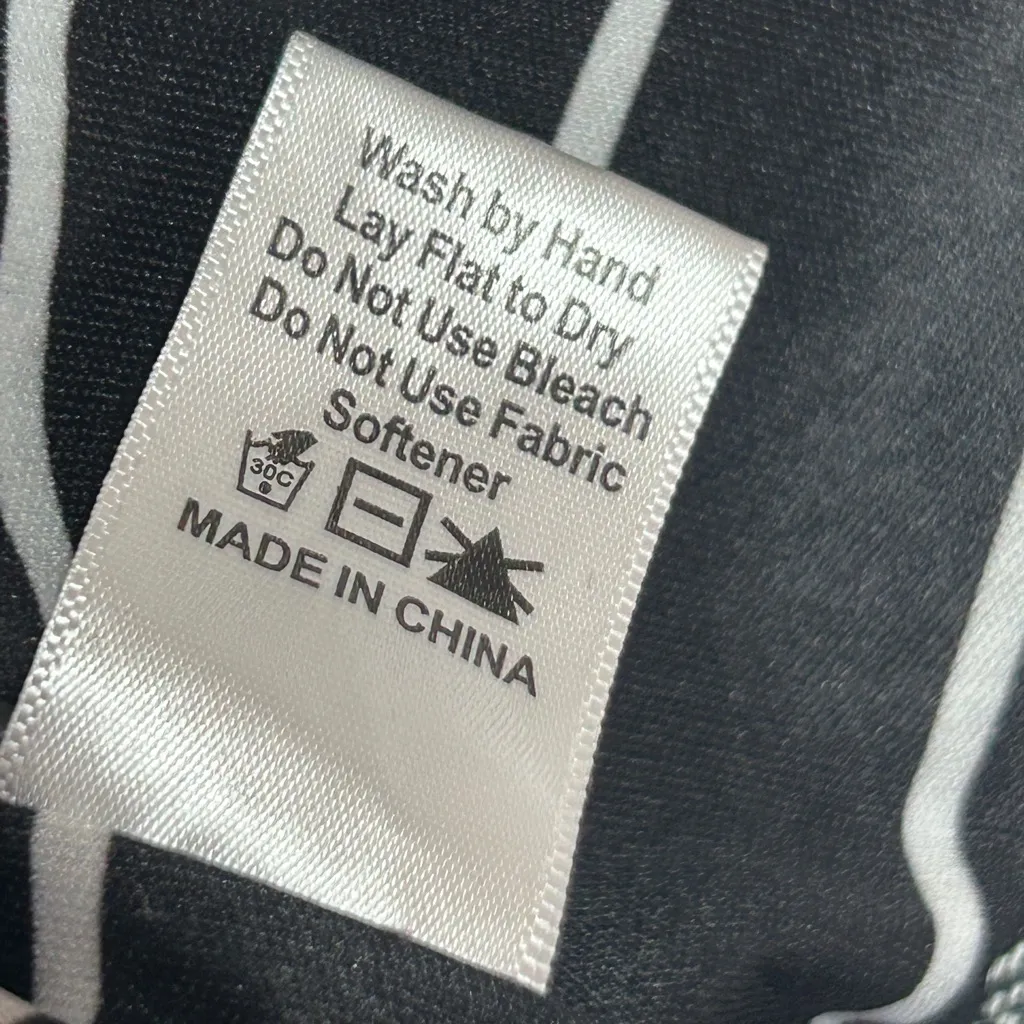 Wash by Hand
Lay Flat to Dry
Do Not Use Bleach
Do Not Use Fabric
Softener
30C
MADE IN CHINA